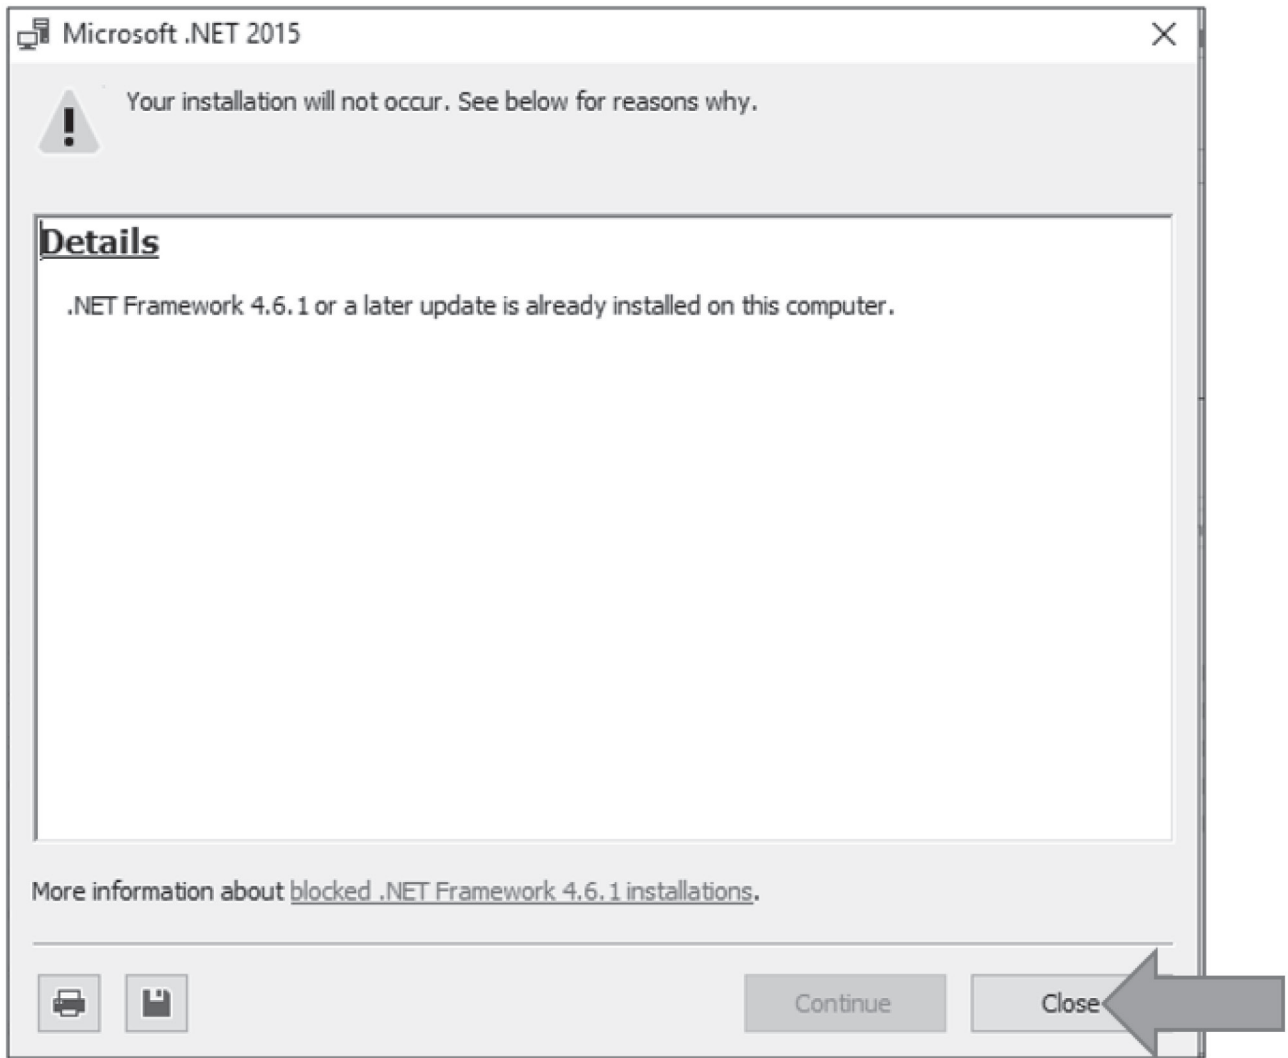 Microsoft .NET 2015
Your installation will not occur. See below for reasons why.
Details
.NET Framework 4.6.1 or a later update is already installed on this computer.
More information about blocked .NET Framework 4.6.1 installations.
Continue
Close